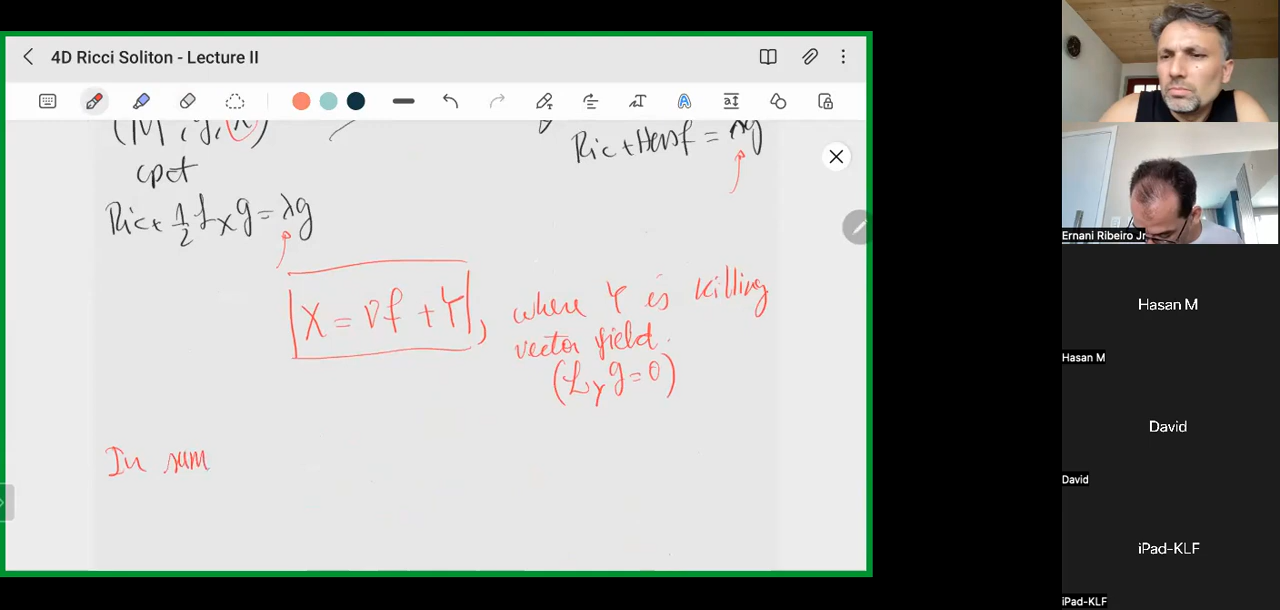 4D Ricci Soliton - Lecture II
(M, g, X)
cpct
Ric + Hess f = λg
Ric + 1/2 L_X g = λg
X = ∇f + Y, where Y is killing
vector field.
(L_Y g = 0)
In sum
Ernani Ribeiro Jr
Hasan M
Hasan M
David
David
iPad-KLF
iPad-KLF